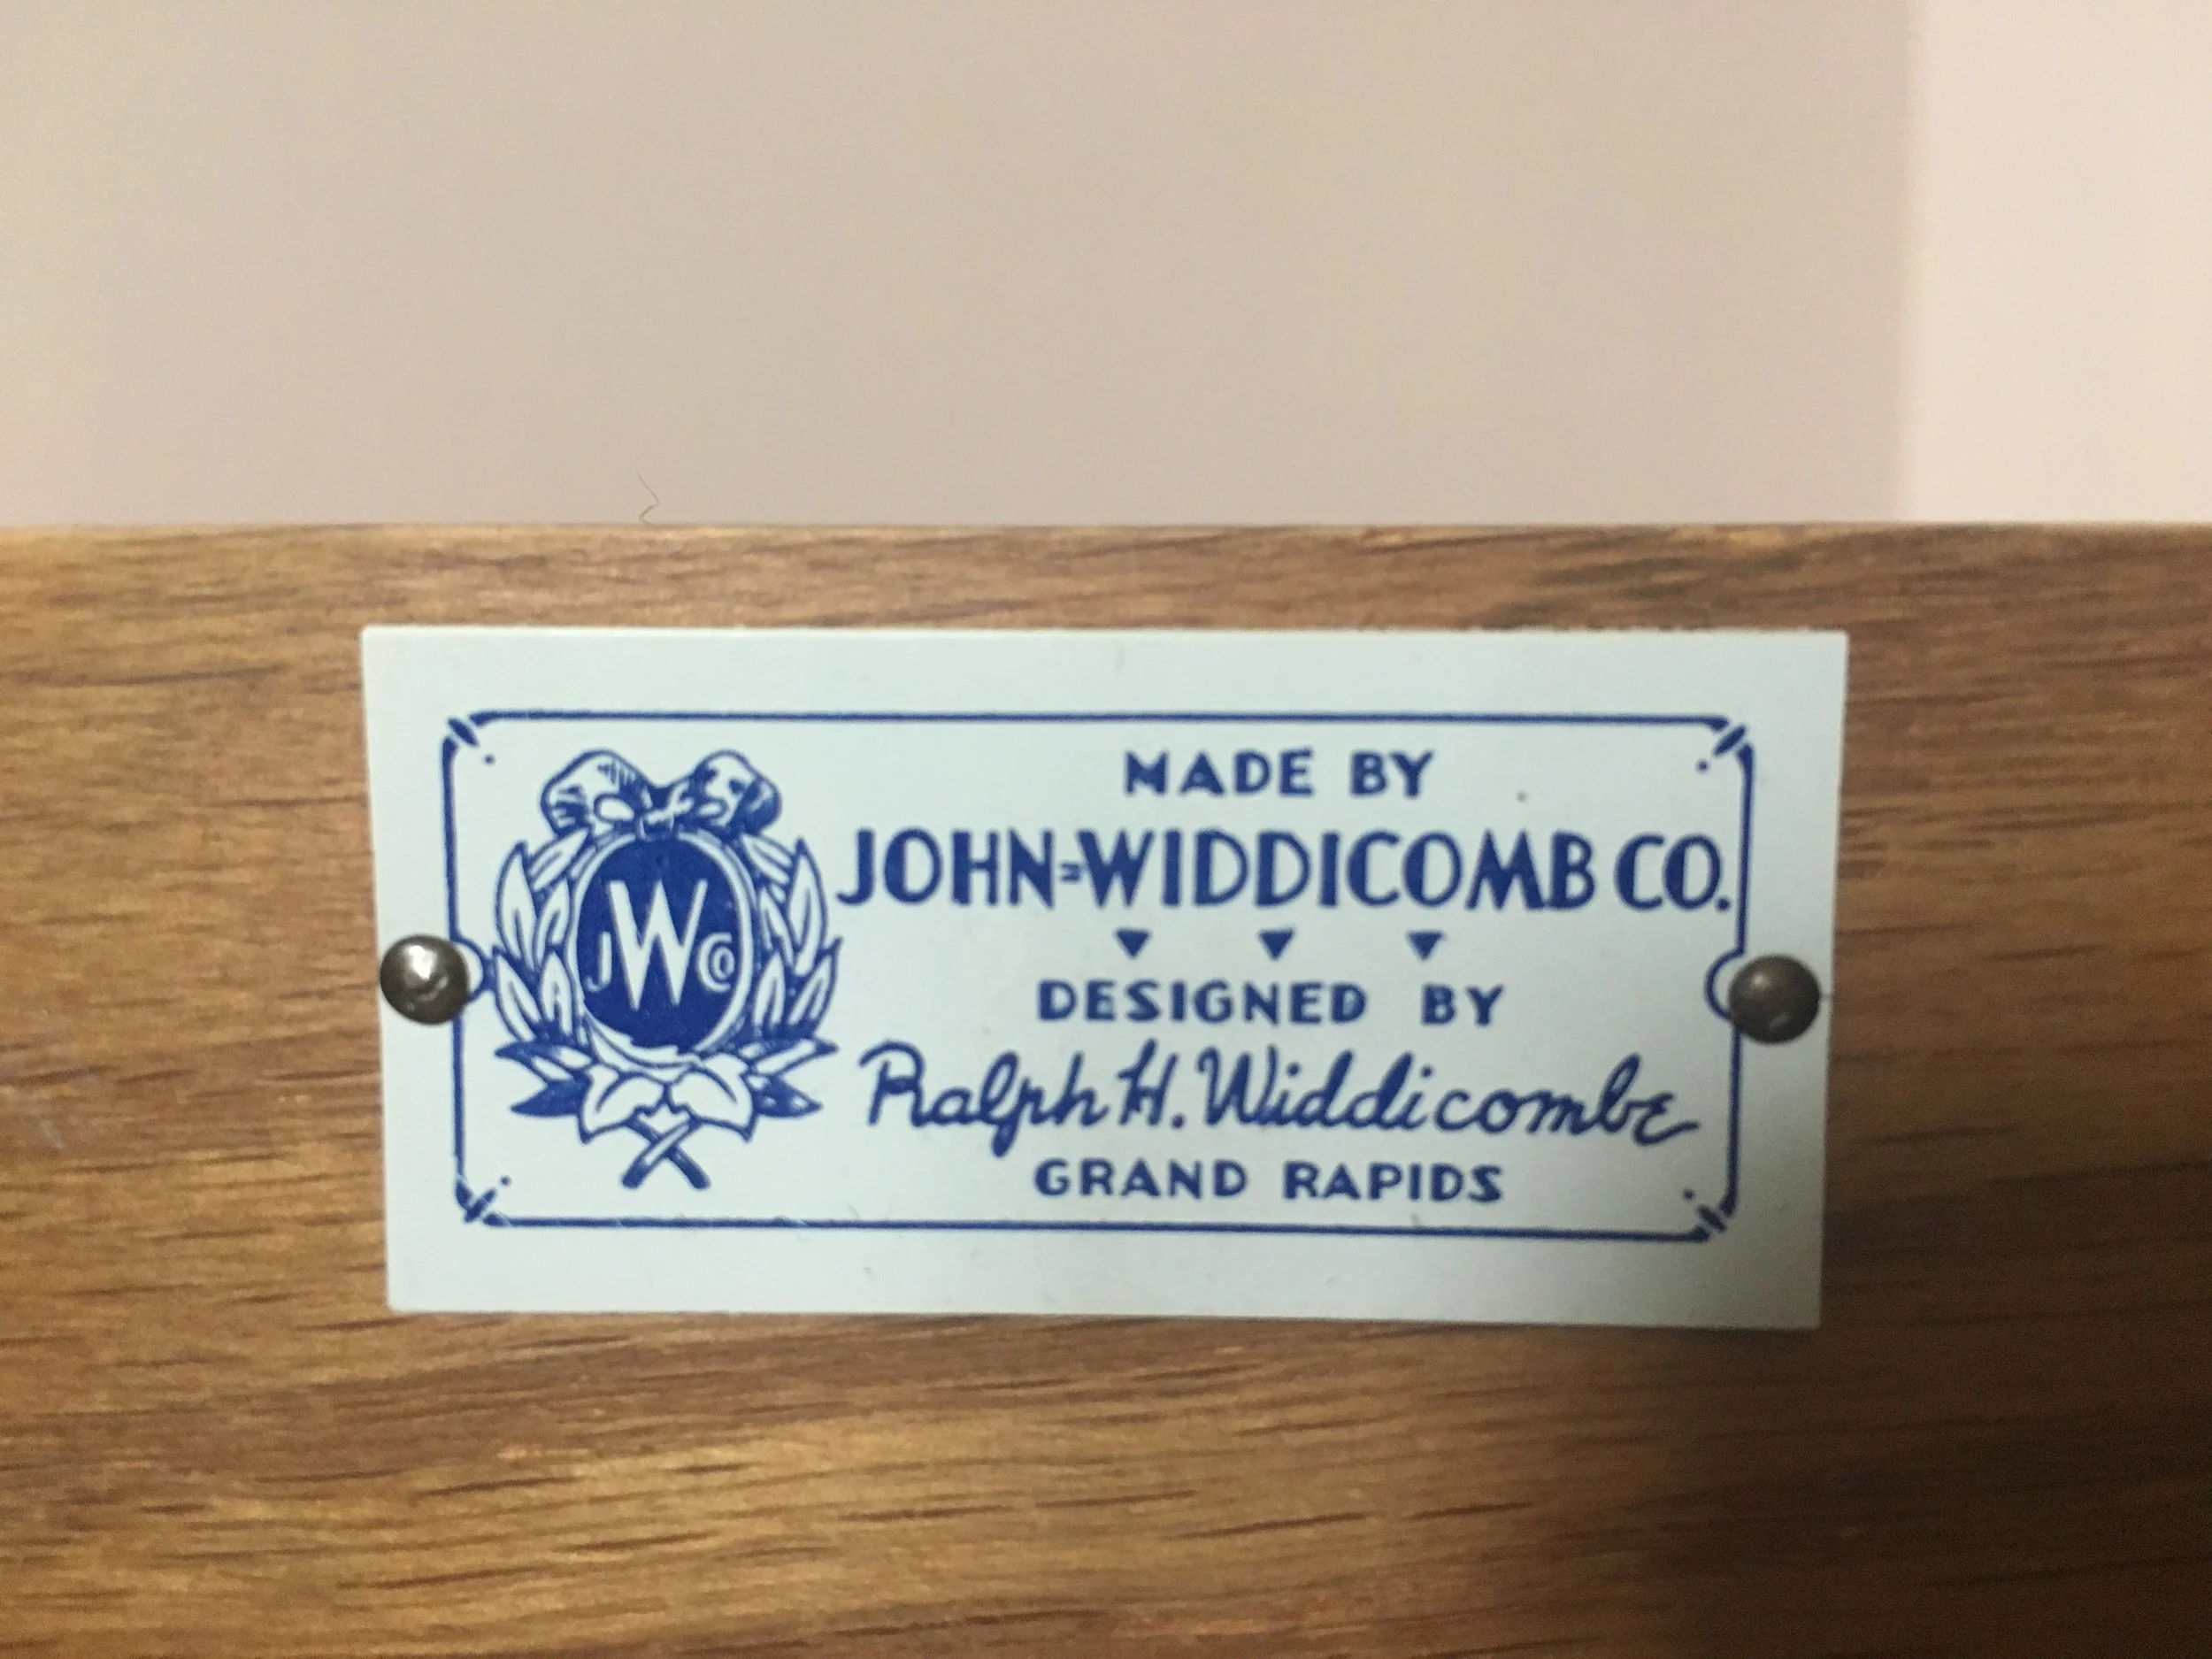 MADE BY
JOHN=WIDDICOMB CO.
JWCo
DESIGNED BY
Ralph H. Widdicombe
GRAND RAPIDS